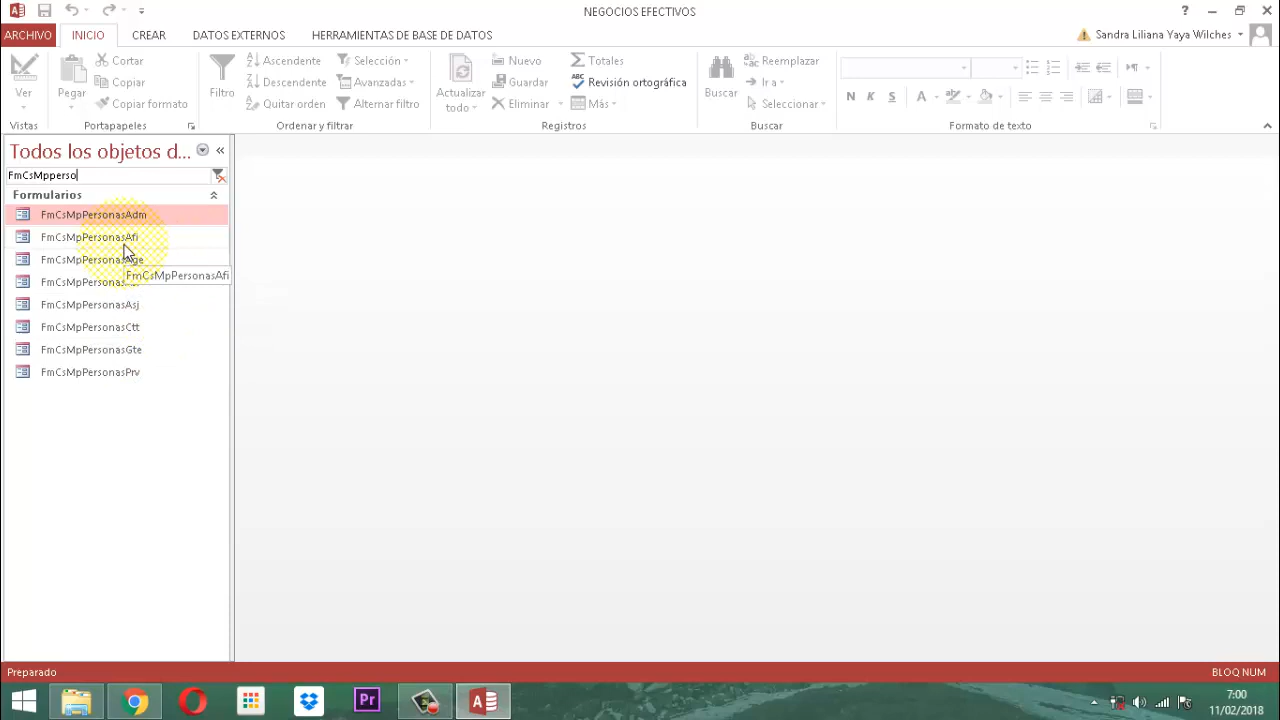 NEGOCIOS EFECTIVOS
?
ARCHIVO INICIO CREAR DATOS EXTERNOS HERRAMIENTAS DE BASE DE DATOS
Sandra Liliana Yaya Wilches
Ver
Pegar
Cortar
Copiar
Copiar formato
Filtro
Ascendente
Descendente
Quitar orden
Selección
Avanzadas
Alternar filtro
Actualizar
todo
Nuevo
Guardar
Eliminar
Totales
Revisión ortográfica
Más
Buscar
Reemplazar
Ir a
Seleccionar
N K S A
Vistas Portapapeles Ordenar y filtrar Registros Buscar Formato de texto
Todos los objetos d...
FmCsMpperso
Formularios
FmCsMpPersonasAdm
FmCsMpPersonasAfi
FmCsMpPersonasAge
FmCsMpPersonasAfi
FmCsMpPersonas
FmCsMpPersonasAsj
FmCsMpPersonasCtt
FmCsMpPersonasGte
FmCsMpPersonasPrv
Preparado
BLOQ NUM
Pr
7:00
11/02/2018